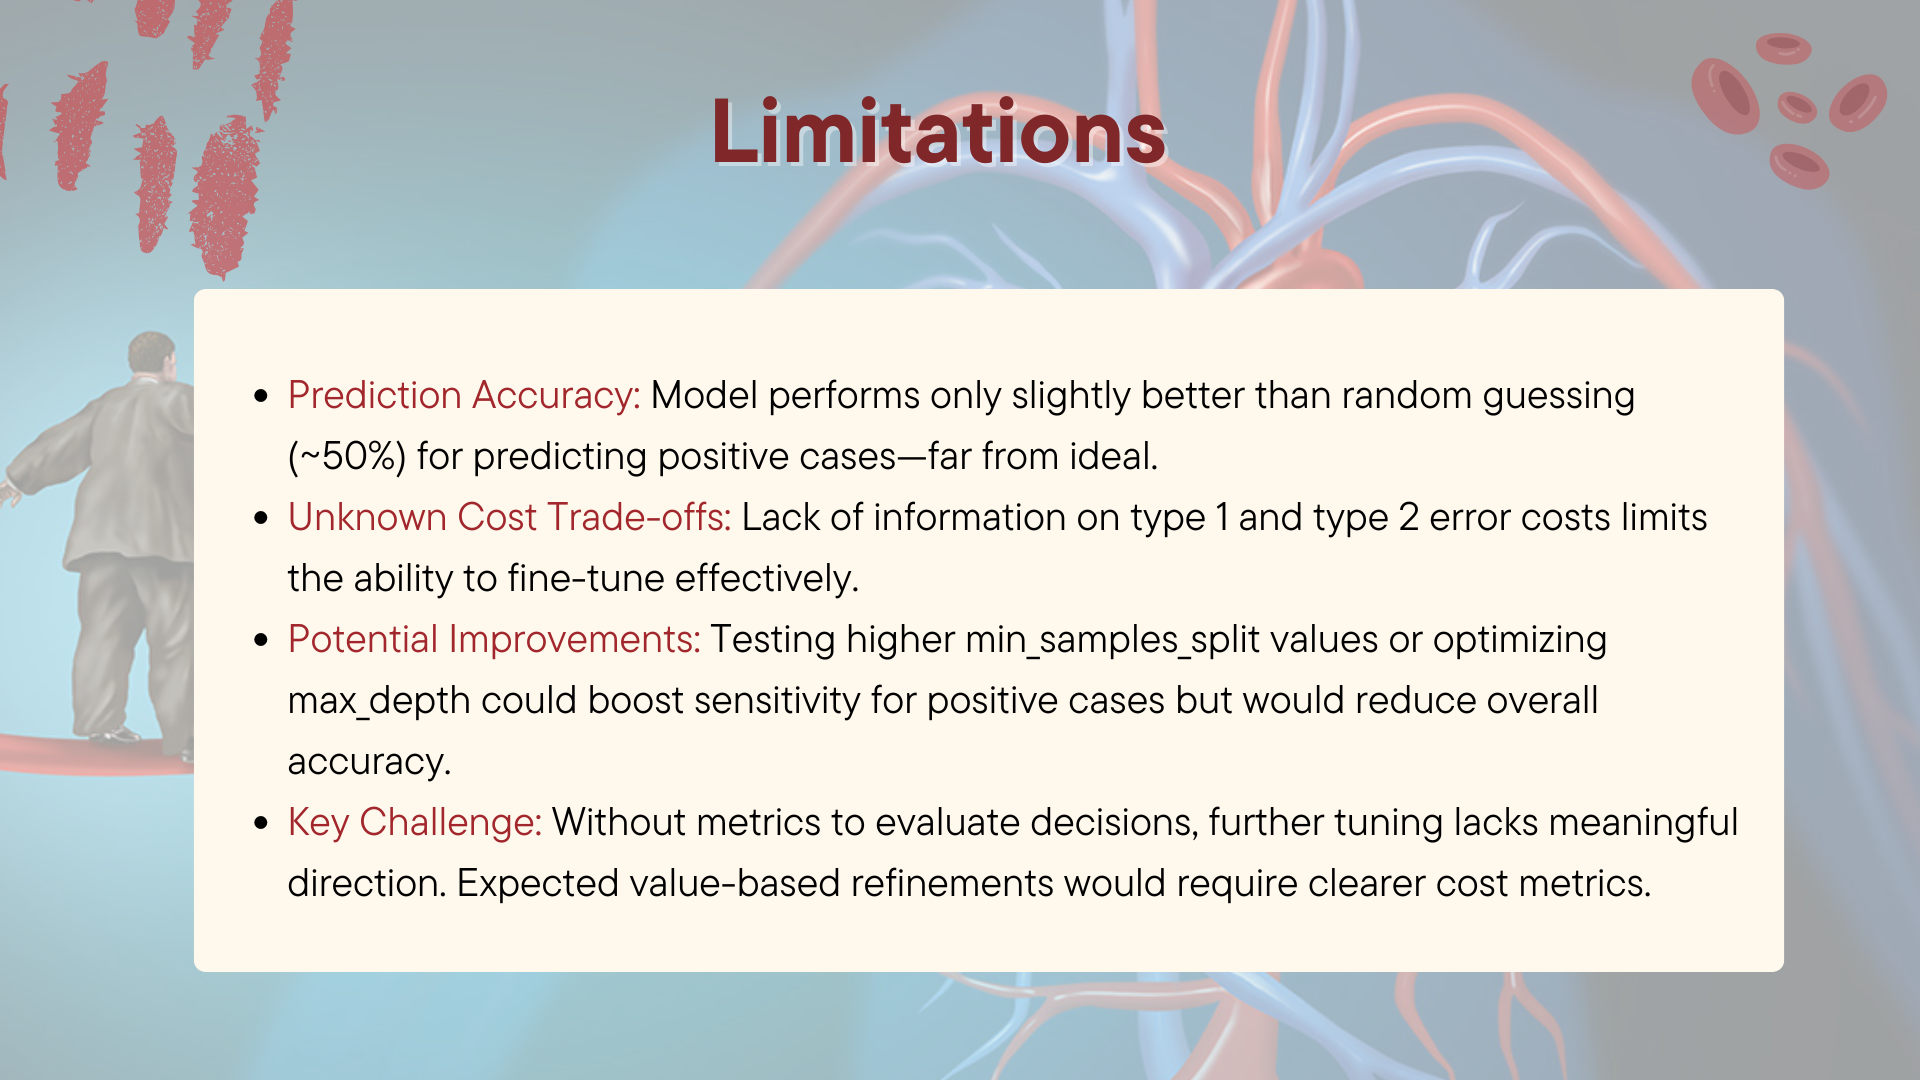 Limitations
• Prediction Accuracy: Model performs only slightly better than random guessing
(~50%) for predicting positive cases—far from ideal.
• Unknown Cost Trade-offs: Lack of information on type 1 and type 2 error costs limits
the ability to fine-tune effectively.
• Potential Improvements: Testing higher min_samples_split values or optimizing
max_depth could boost sensitivity for positive cases but would reduce overall
accuracy.
• Key Challenge: Without metrics to evaluate decisions, further tuning lacks meaningful
direction. Expected value-based refinements would require clearer cost metrics.